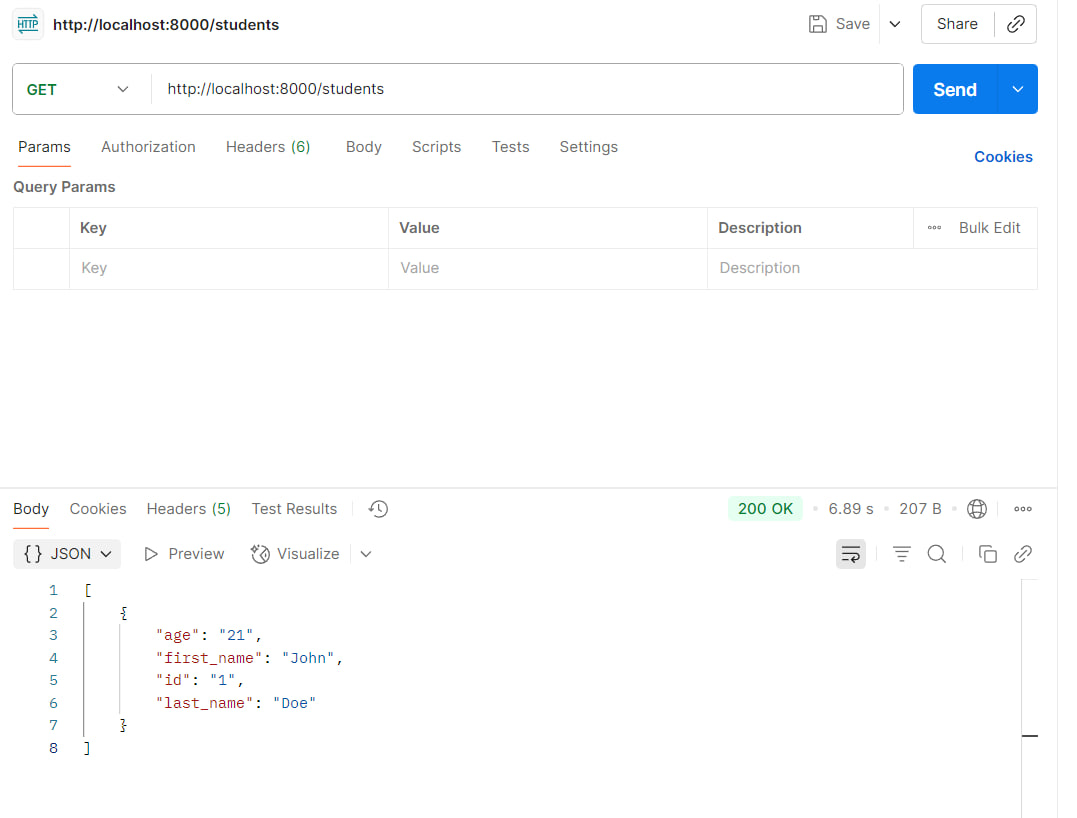 HTTP http://localhost:8000/students Save Share
GET http://localhost:8000/students Send
Params Authorization Headers (6) Body Scripts Tests Settings Cookies
Query Params
Key Value Description Bulk Edit
Key Value Description
Body Cookies Headers (5) Test Results 200 OK 6.89 s 207 B
{} JSON Preview Visualize
1 [
2 {
3 "age": "21",
4 "first_name": "John",
5 "id": "1",
6 "last_name": "Doe"
7 }
8 ]